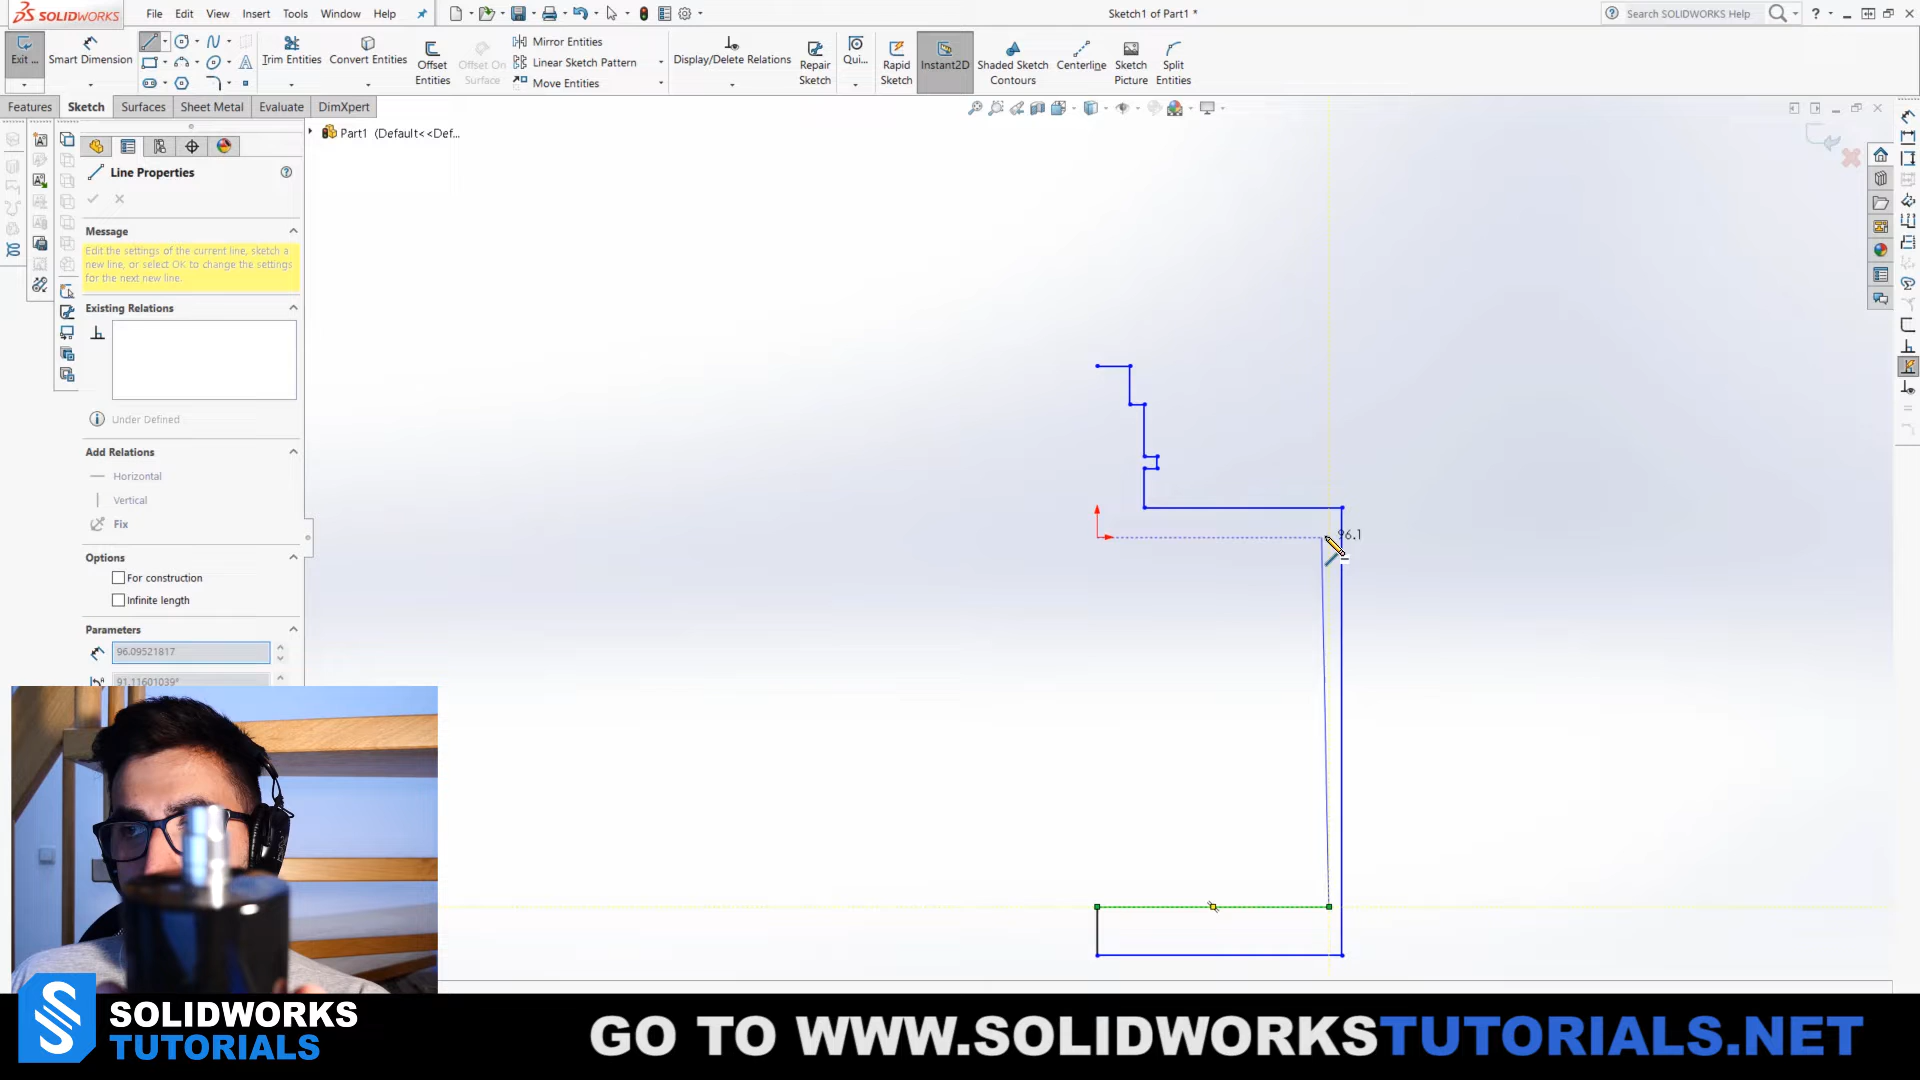 SOLIDWORKS
File Edit View Insert Tools Window Help
Sketch1 of Part1 *
Search SOLIDWORKS Help
Exit ...
Smart Dimension
Trim Entities
Convert Entities
Offset Entities
Offset On Surface
Mirror Entities
Linear Sketch Pattern
Move Entities
Display/Delete Relations
Repair Sketch
Qui...
Rapid Sketch
Instant2D
Shaded Sketch Contours
Centerline
Sketch Picture
Split Entities
Features Sketch Surfaces Sheet Metal Evaluate DimXpert
Part1 (Default<<Def...
Line Properties
Message
Edit the settings of the current line, sketch a
new line, or select OK to change the settings
for the next new line.
Existing Relations
Under Defined
Add Relations
Horizontal
Vertical
Fix
Options
For construction
Infinite length
Parameters
96.09521817
91.11601039°
96.1
SOLIDWORKS
TUTORIALS
GO TO WWW.SOLIDWORKSTUTORIALS.NET